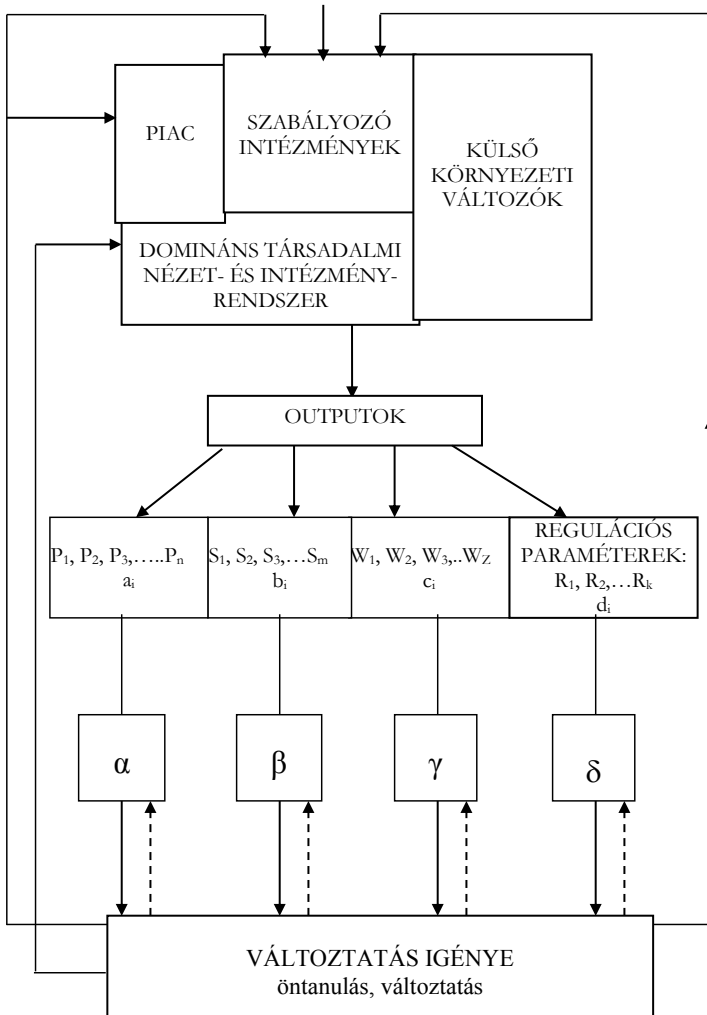 PIAC
SZABÁLYOZÓ
INTÉZMÉNYEK
KÜLSŐ
KÖRNYEZETI
VÁLTOZÓK
DOMINÁNS TÁRSADALMI
NÉZET- ÉS INTÉZMÉNY-
RENDSZER
OUTPUTOK
P₁, P₂, P₃,…..Pₙ
aᵢ
S₁, S₂, S₃,…Sₘ
bᵢ
W₁, W₂, W₃,..W_Z
cᵢ
REGULÁCIÓS
PARAMÉTEREK:
R₁, R₂,…Rₖ
dᵢ
α
β
γ
δ
VÁLTOZTATÁS IGÉNYE
öntanulás, változtatás